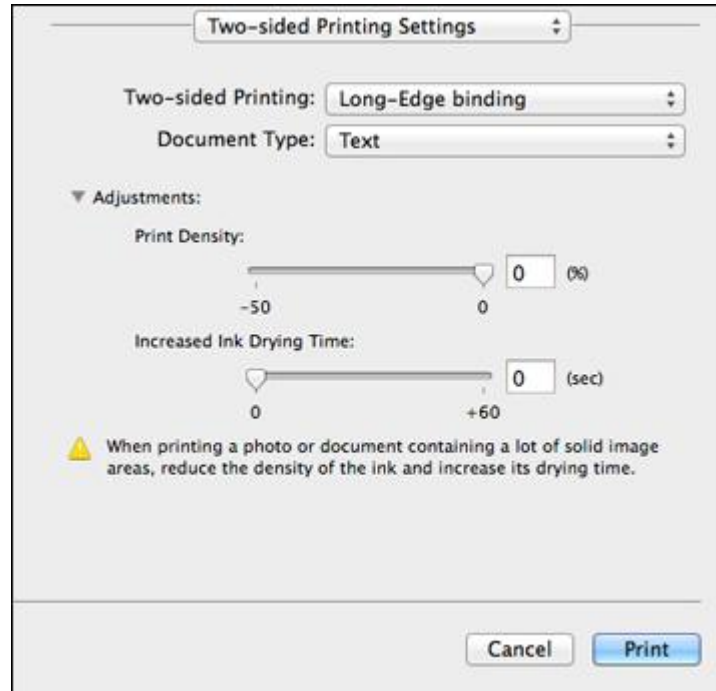 Two-sided Printing Settings
Two-sided Printing: Long-Edge binding
Document Type: Text
Adjustments:
Print Density:
0 (%)
-50 0
Increased Ink Drying Time:
0 (sec)
0 +60
When printing a photo or document containing a lot of solid image
areas, reduce the density of the ink and increase its drying time.
Cancel Print